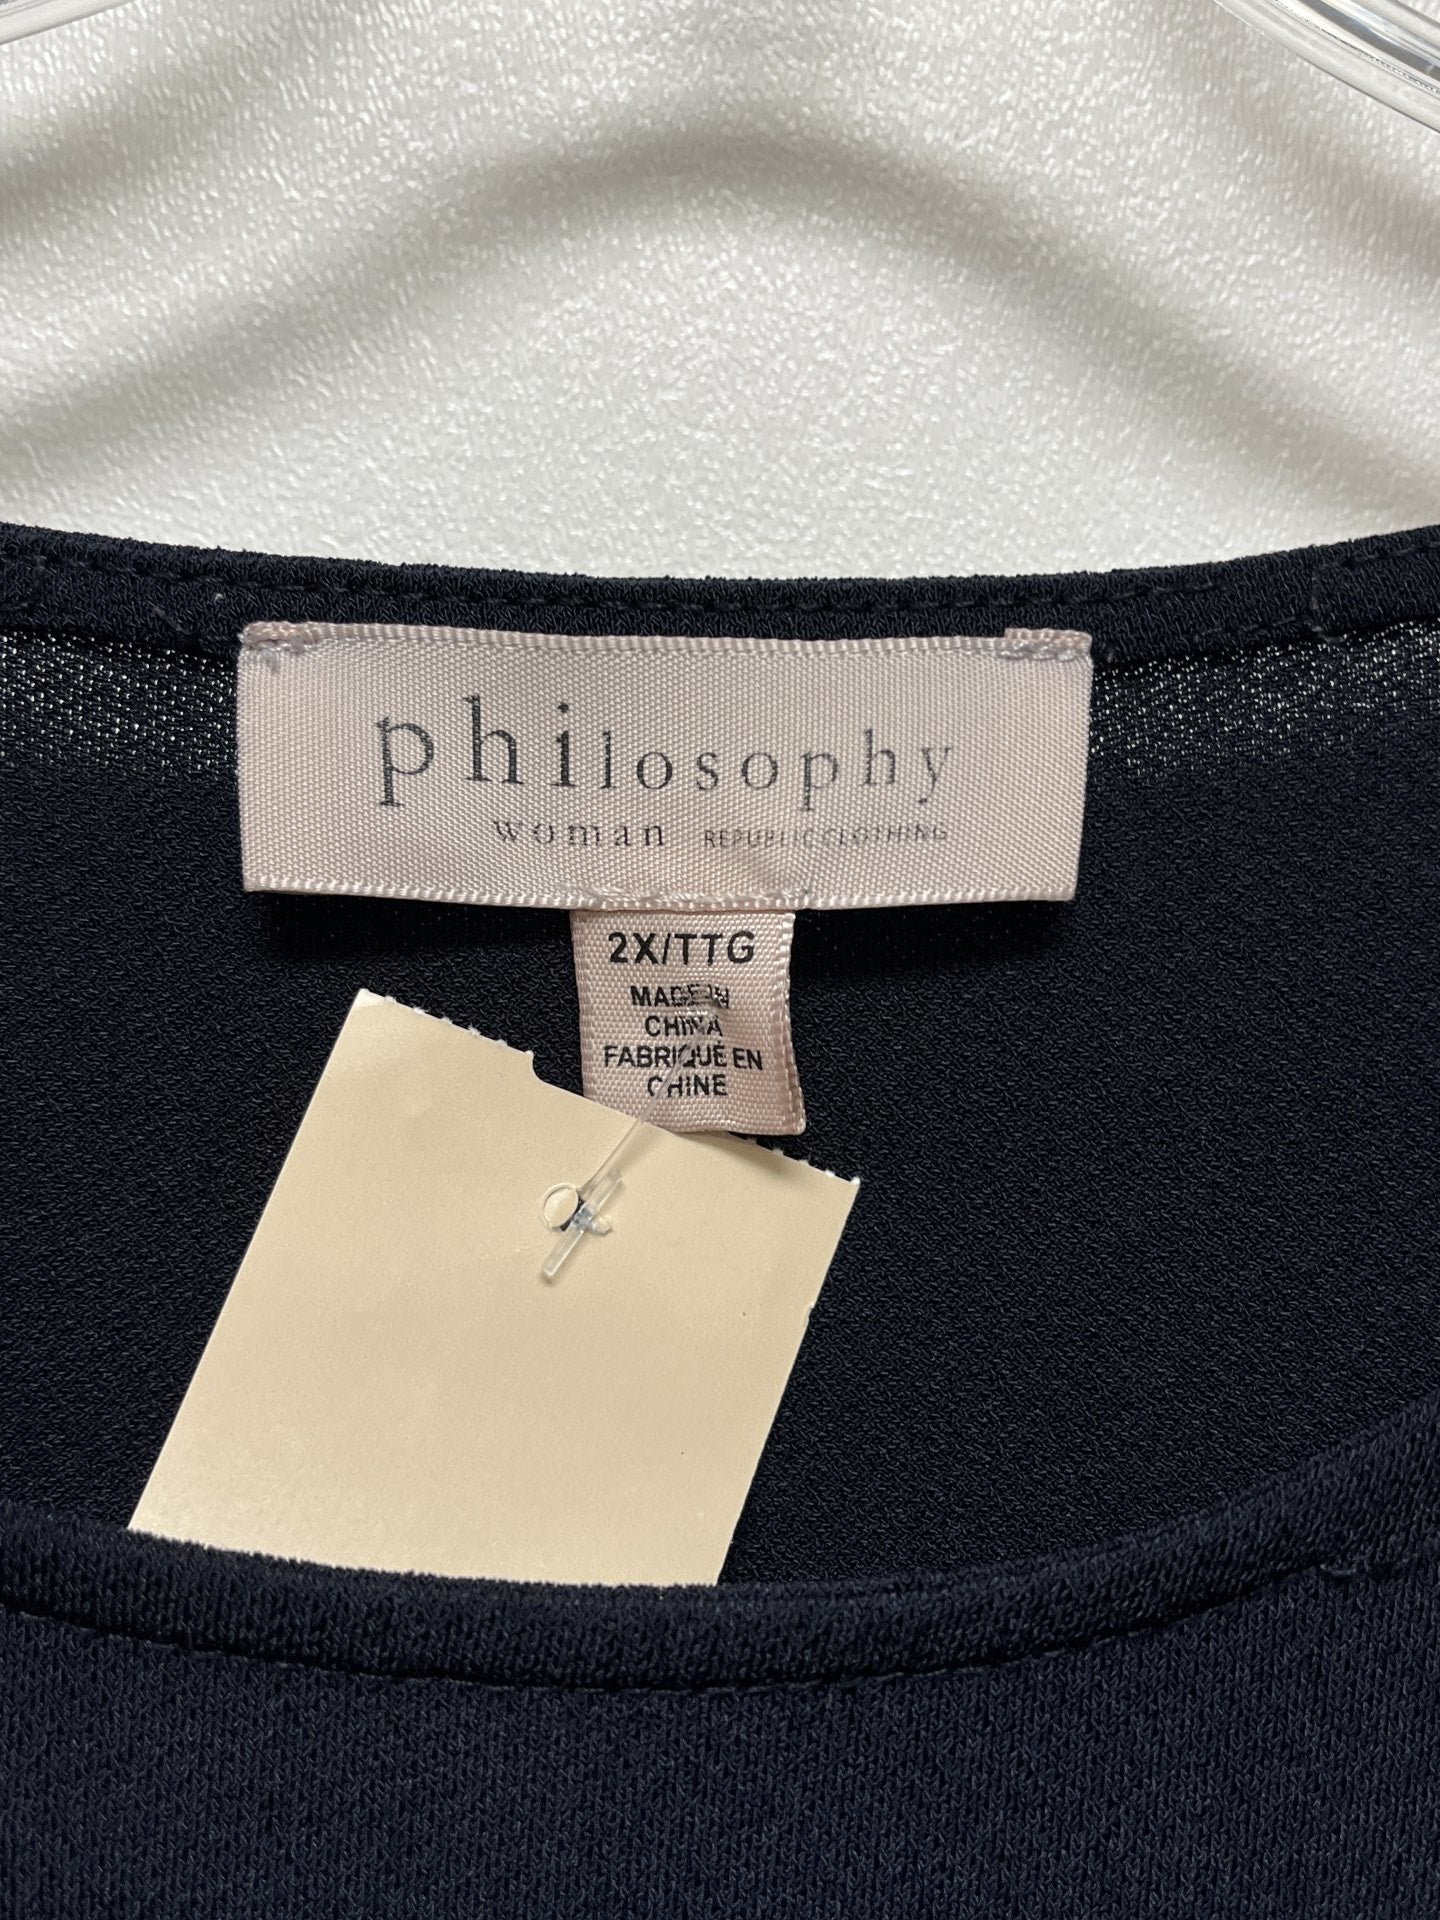 philosophy
woman REPUBLIC CLOTHING
2X/TTG
MADE IN
CHINA
FABRIQUÉ EN
CHINE